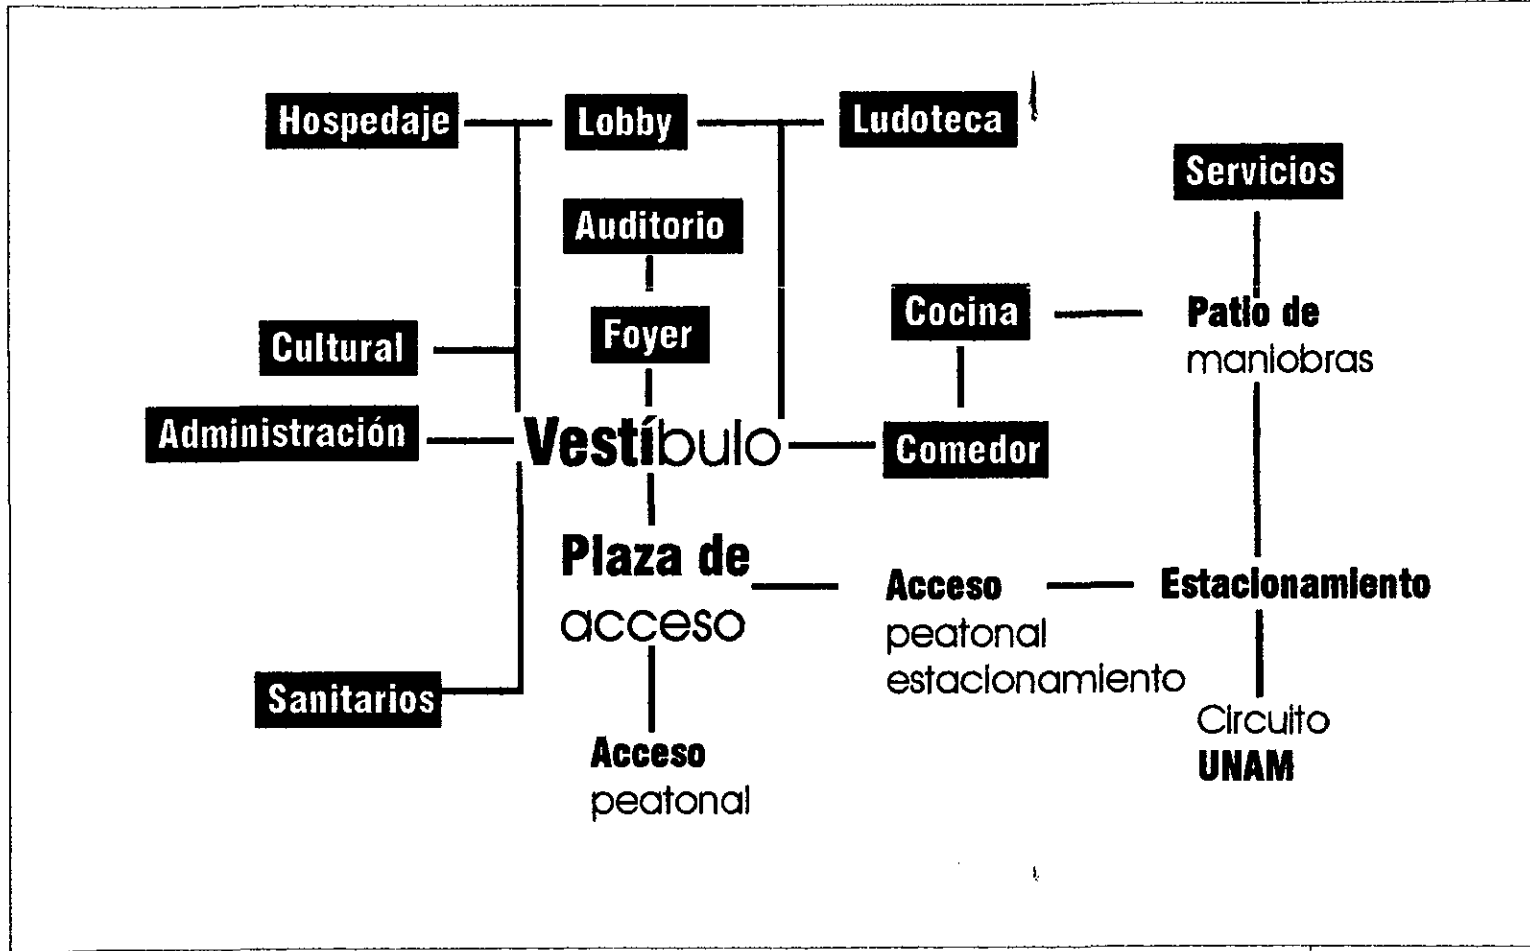 Hospedaje
Lobby
Ludoteca
Servicios
Auditorio
Cocina
Patio de
maniobras
Cultural
Foyer
Administración
Vestíbulo
Comedor
Plaza de
acceso
Acceso
peatonal
estacionamiento
Estacionamiento
Sanitarios
Circuito
UNAM
Acceso
peatonal